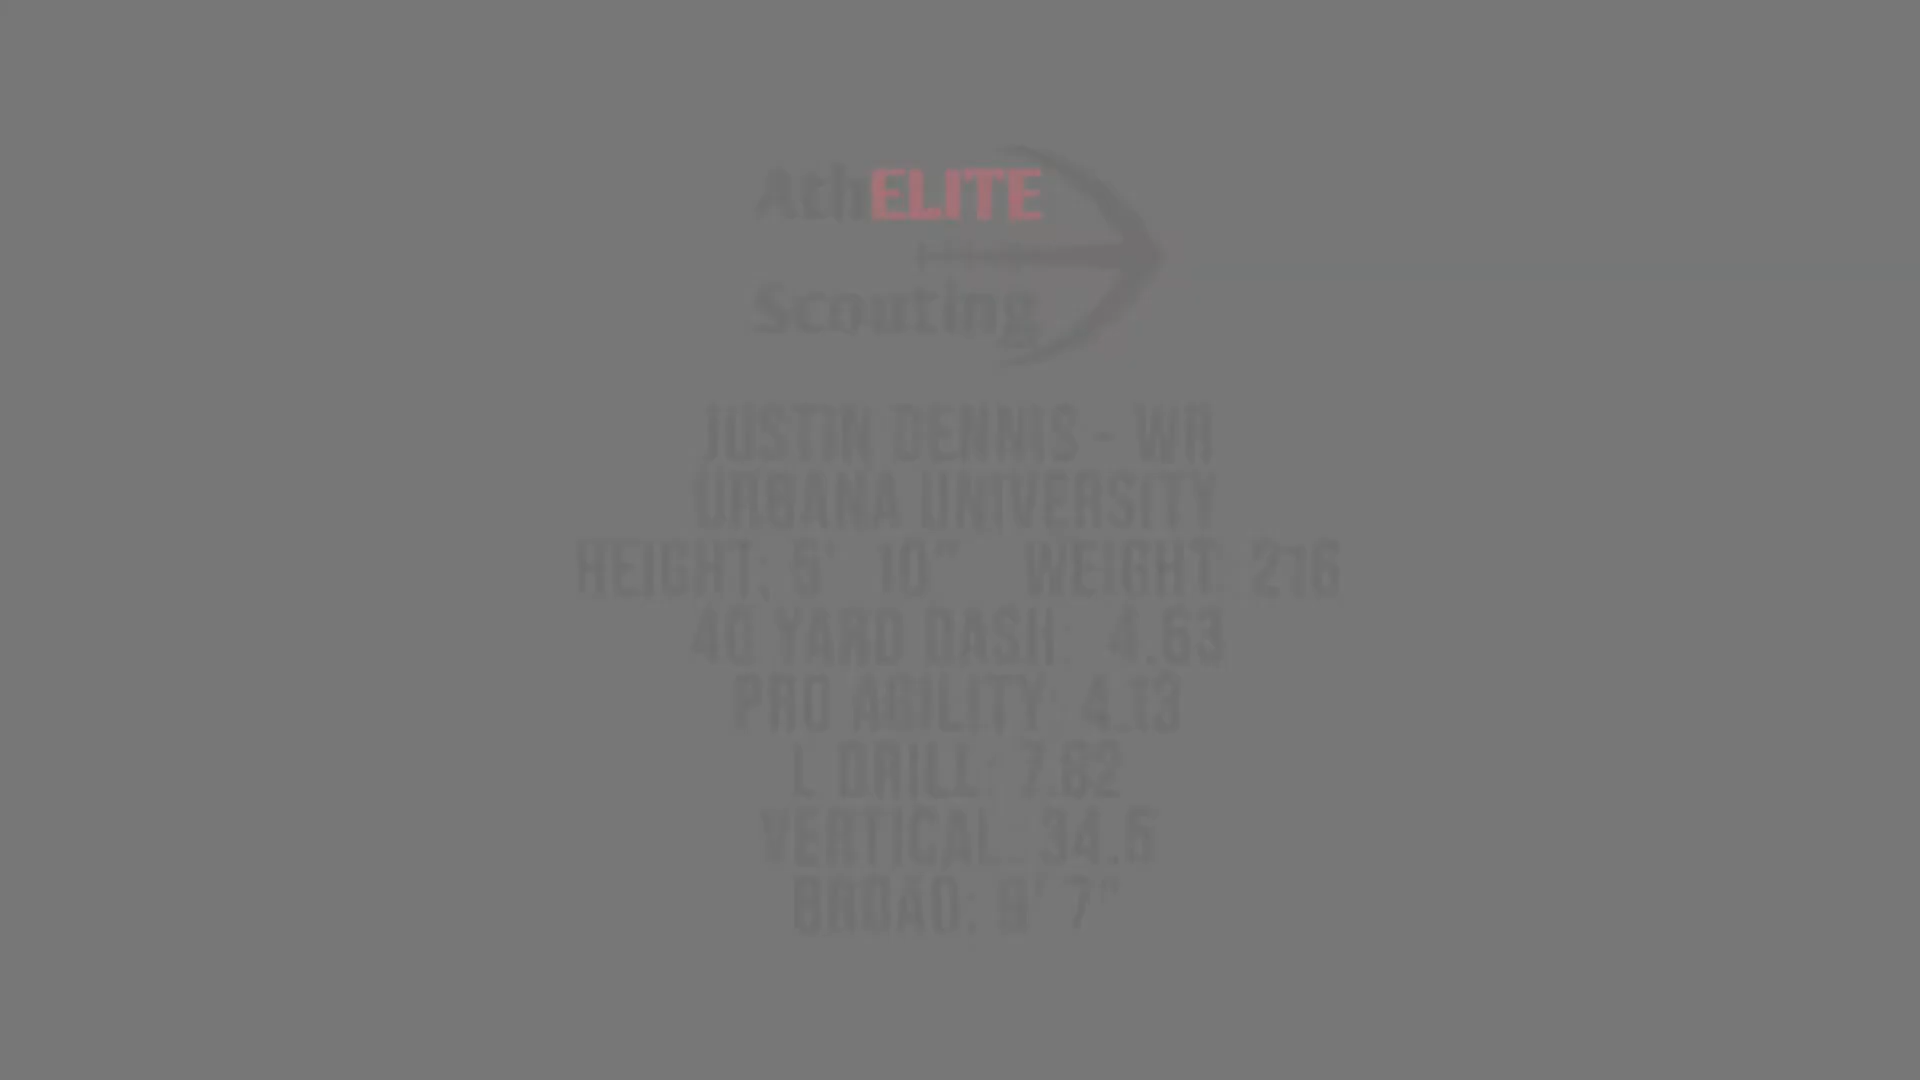 AthELITE
Scouting
JUSTIN DENNIS - WR
URBANA UNIVERSITY
HEIGHT: 5' 10" WEIGHT: 216
40 YARD DASH: 4.63
PRO AGILITY: 4.13
L DRILL: 7.62
VERTICAL: 34.5
BROAD: 9' 7"